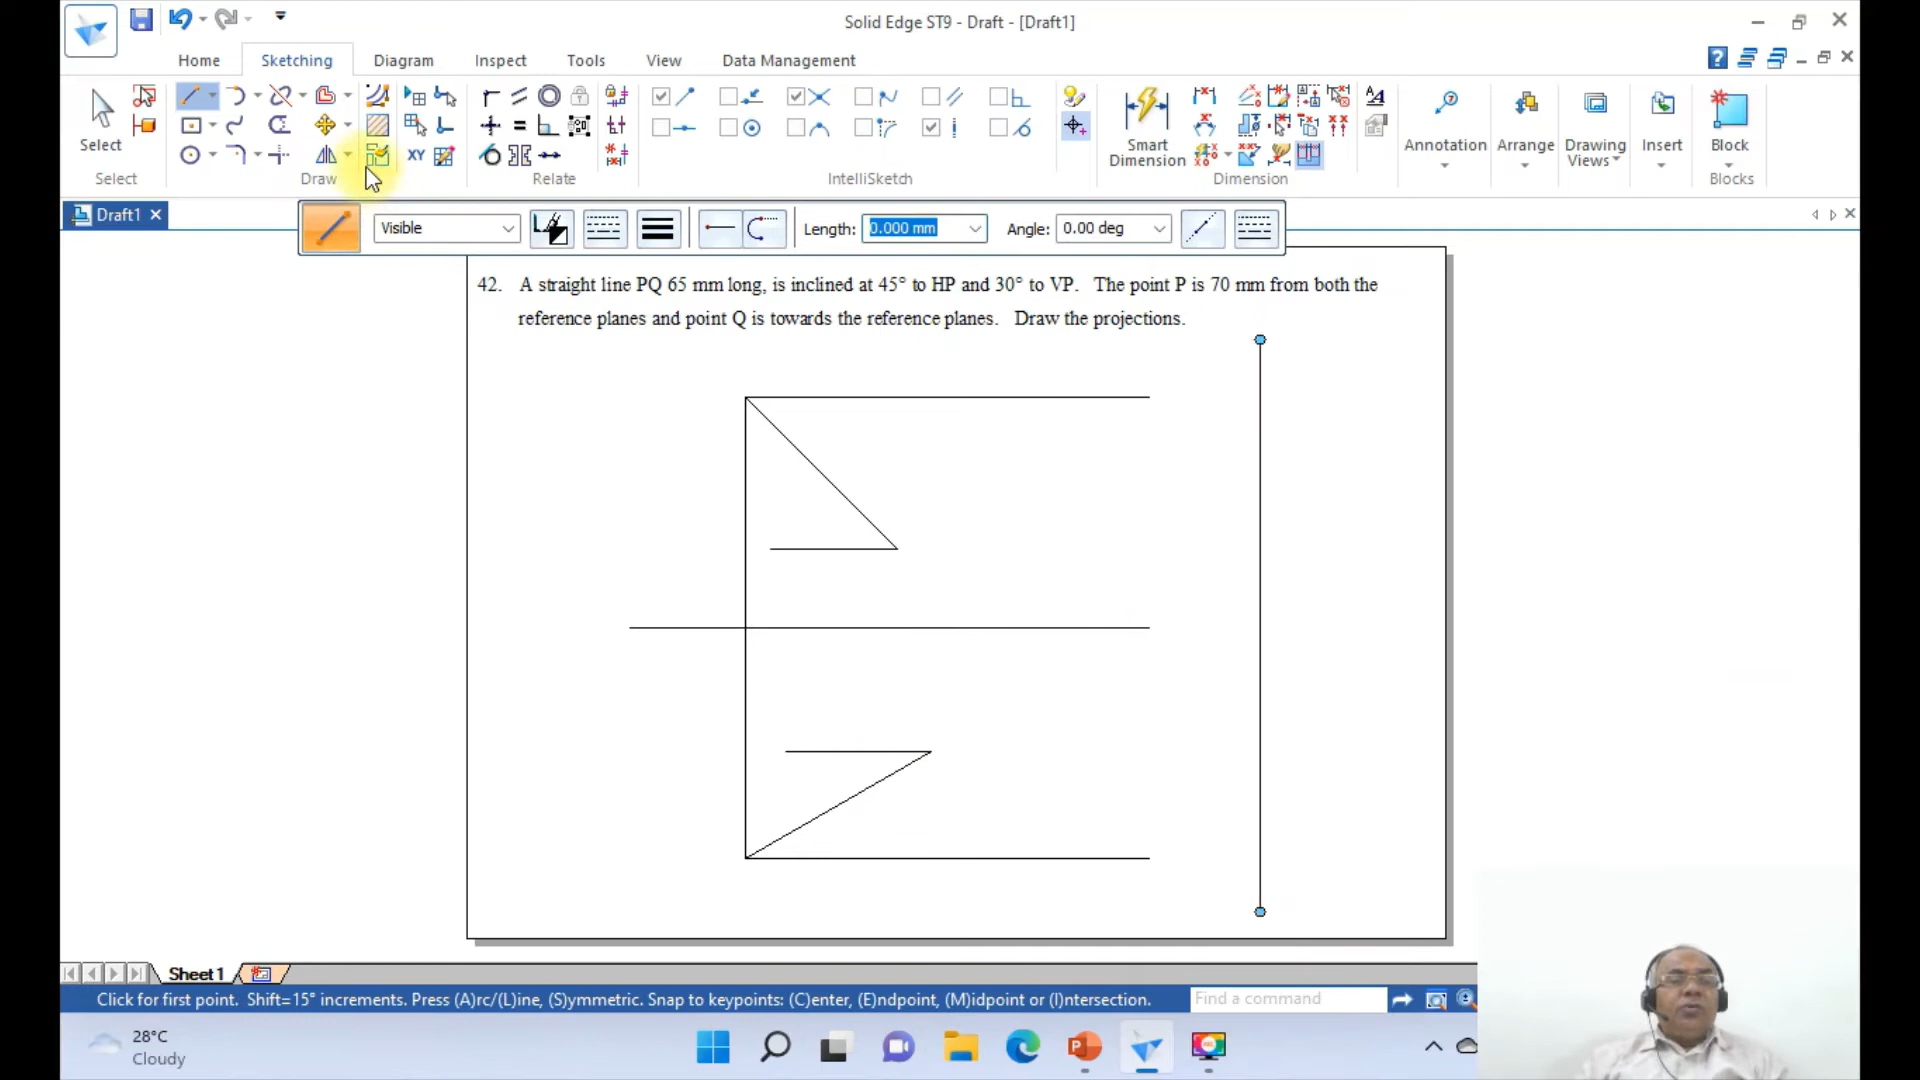 Solid Edge ST9 - Draft - [Draft1]
Home Sketching Diagram Inspect Tools View Data Management
Select
Smart Dimension
Annotation
Arrange
Drawing Views
Insert
Block
XY
Select Draw Relate IntelliSketch Dimension Blocks
Draft1
Visible
Length: 0.000 mm Angle: 0.00 deg
42. A straight line PQ 65 mm long, is inclined at 45° to HP and 30° to VP. The point P is 70 mm from both the
reference planes and point Q is towards the reference planes. Draw the projections.
Sheet1
Click for first point. Shift=15° increments. Press (A)rc/(L)ine, (S)ymmetric. Snap to keypoints: (C)enter, (E)ndpoint, (M)idpoint or (I)ntersection.
Find a command
28°C
Cloudy